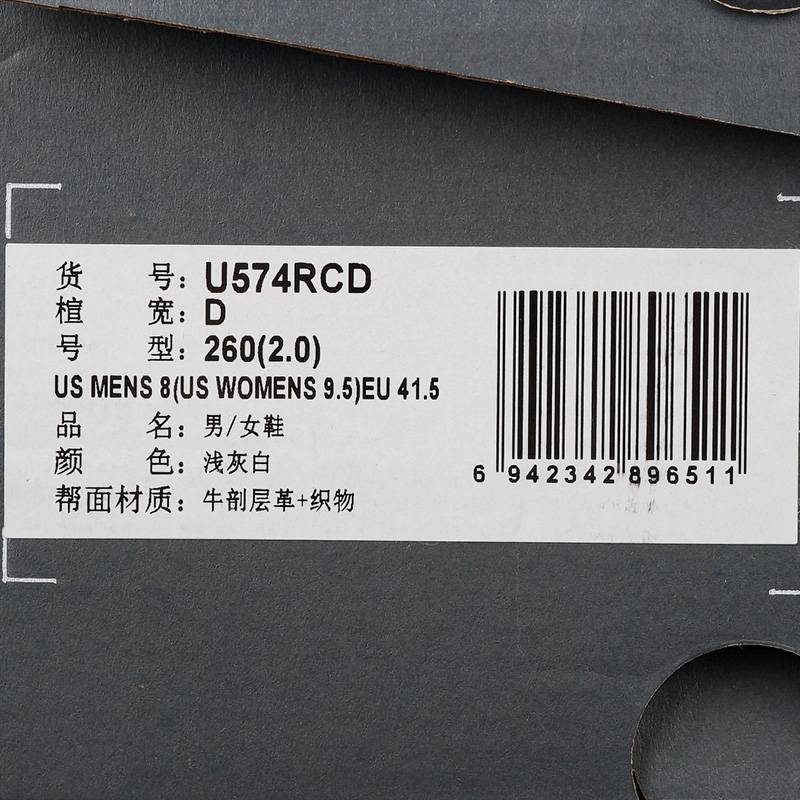 货 号：U574RCD
楦 宽：D
号 型：260(2.0)
US MENS 8(US WOMENS 9.5)EU 41.5
品 名：男/女鞋
颜 色：浅灰白
帮面材质：牛剖层革+织物
6 942342 896511